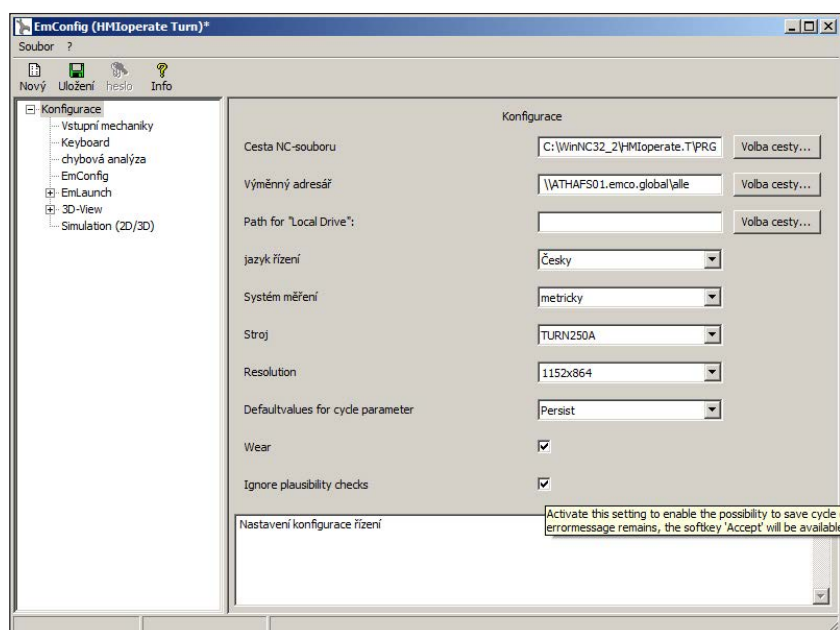 EmConfig (HMIoperate Turn)*
Soubor ?
Nový Uložení heslo Info
Konfigurace
Vstupní mechaniky
Keyboard
chybová analýza
EmConfig
EmLaunch
3D-View
Simulation (2D/3D)
Konfigurace
Cesta NC-souboru C:\WinNC32_2\HMIoperate.T\PRG Volba cesty...
Výměnný adresář \\ATHAFS01.emco.global\alle Volba cesty...
Path for "Local Drive": Volba cesty...
jazyk řízení Česky
Systém měření metricky
Stroj TURN250A
Resolution 1152x864
Defaultvalues for cycle parameter Persist
Wear
Ignore plausibility checks
Activate this setting to enable the possibility to save cycle
errormessage remains, the softkey 'Accept' will be available
Nastavení konfigurace řízení